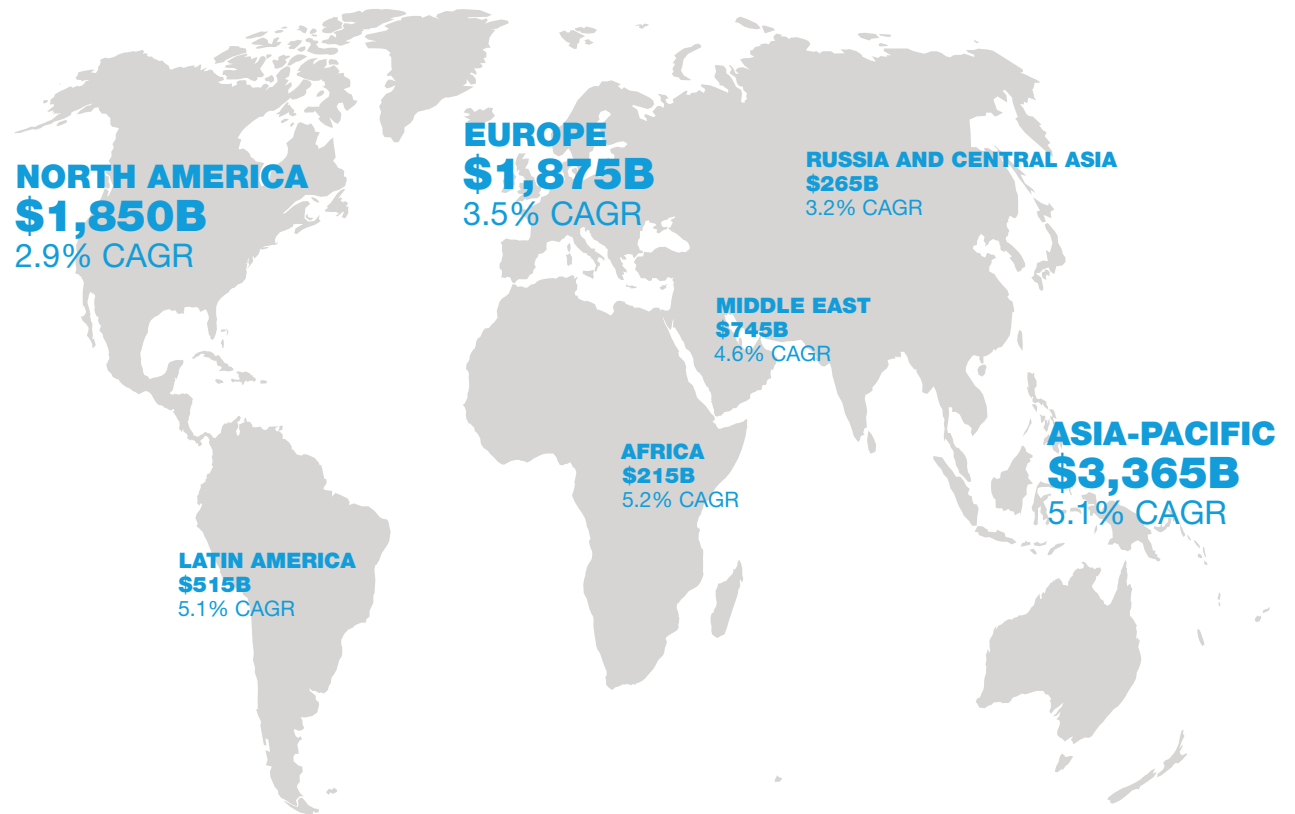 NORTH AMERICA
$1,850B
2.9% CAGR
EUROPE
$1,875B
3.5% CAGR
RUSSIA AND CENTRAL ASIA
$265B
3.2% CAGR
MIDDLE EAST
$745B
4.6% CAGR
AFRICA
$215B
5.2% CAGR
ASIA-PACIFIC
$3,365B
5.1% CAGR
LATIN AMERICA
$515B
5.1% CAGR